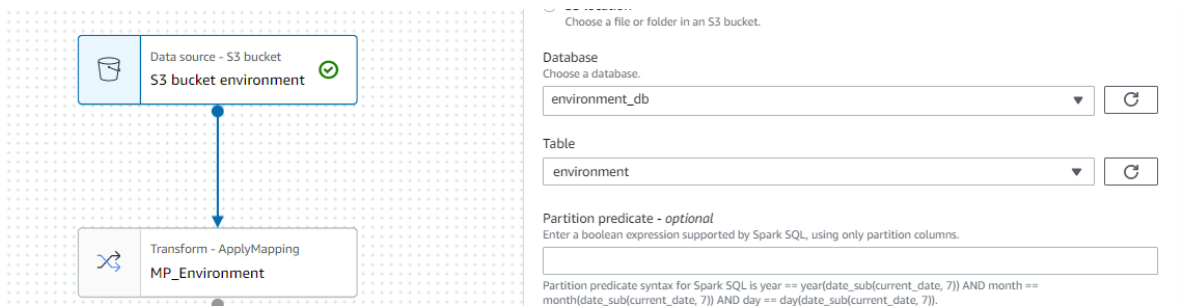 Data source - S3 bucket
S3 bucket environment
Transform - ApplyMapping
MP_Environment
Choose a file or folder in an S3 bucket.
Database
Choose a database.
environment_db
Table
environment
Partition predicate - optional
Enter a boolean expression supported by Spark SQL, using only partition columns.
Partition predicate syntax for Spark SQL is year == year(date_sub(current_date, 7)) AND month ==
month(date_sub(current_date, 7)) AND day == day(date_sub(current_date, 7)).